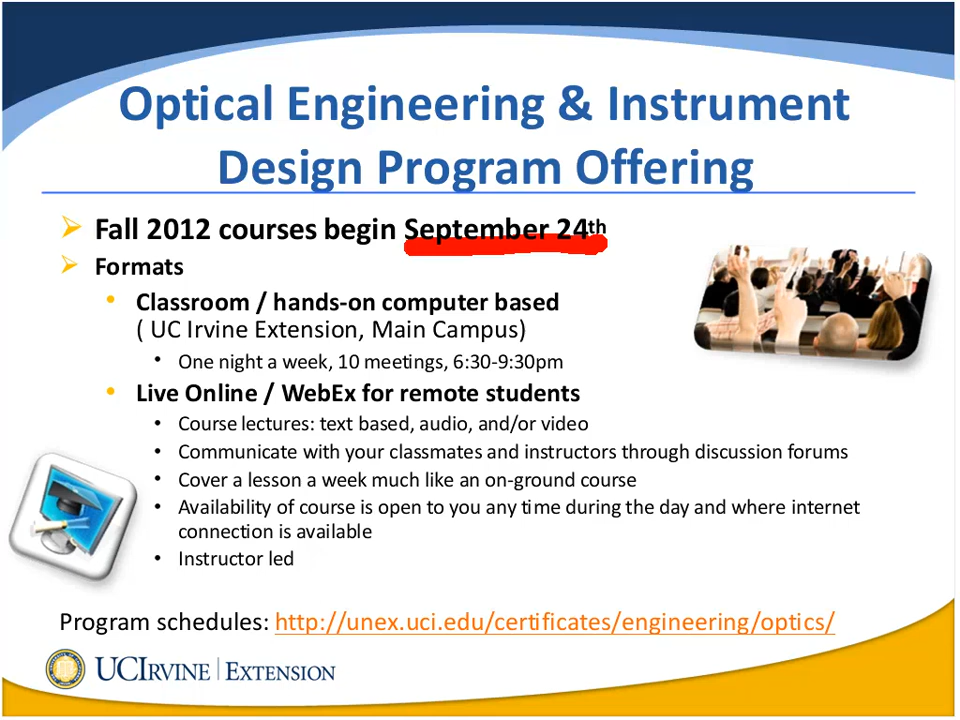 Optical Engineering & Instrument
Design Program Offering
Fall 2012 courses begin September 24th
Formats
Classroom / hands-on computer based
( UC Irvine Extension, Main Campus)
One night a week, 10 meetings, 6:30-9:30pm
Live Online / WebEx for remote students
Course lectures: text based, audio, and/or video
Communicate with your classmates and instructors through discussion forums
Cover a lesson a week much like an on-ground course
Availability of course is open to you any time during the day and where internet
connection is available
Instructor led
Program schedules: http://unex.uci.edu/certificates/engineering/optics/
UCIRVINE | EXTENSION